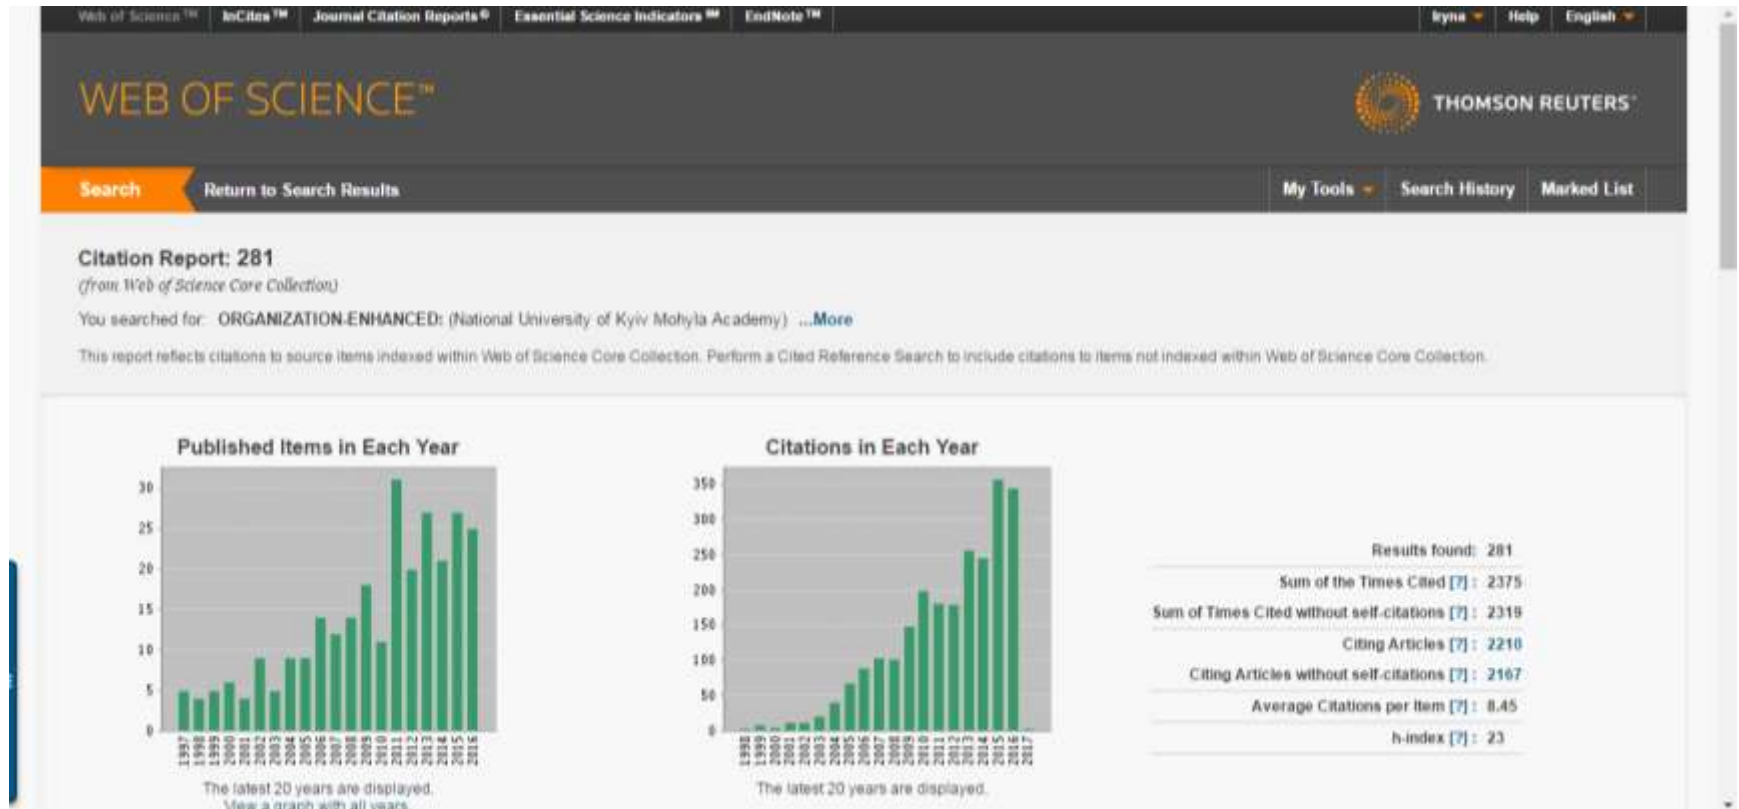 Web of Science™ InCites™ Journal Citation Reports® Essential Science Indicators℠ EndNote™ Iryna Help English
WEB OF SCIENCE™
THOMSON REUTERS
Search Return to Search Results My Tools Search History Marked List
Citation Report: 281
(from Web of Science Core Collection)
You searched for: ORGANIZATION-ENHANCED: (National University of Kyiv Mohyla Academy) ...More
This report reflects citations to source items indexed within Web of Science Core Collection. Perform a Cited Reference Search to include citations to items not indexed within Web of Science Core Collection.
Published Items in Each Year
30
25
20
15
10
5
0
1997 1998 1999 2000 2001 2002 2003 2004 2005 2006 2007 2008 2009 2010 2011 2012 2013 2014 2015 2016
The latest 20 years are displayed.
View a graph with all years.
Citations in Each Year
350
300
250
200
150
100
50
0
1998 1999 2000 2001 2002 2003 2004 2005 2006 2007 2008 2009 2010 2011 2012 2013 2014 2015 2016 2017
The latest 20 years are displayed.
Results found: 281
Sum of the Times Cited [?] : 2375
Sum of Times Cited without self-citations [?] : 2319
Citing Articles [?] : 2210
Citing Articles without self-citations [?] : 2167
Average Citations per Item [?] : 8.45
h-index [?] : 23